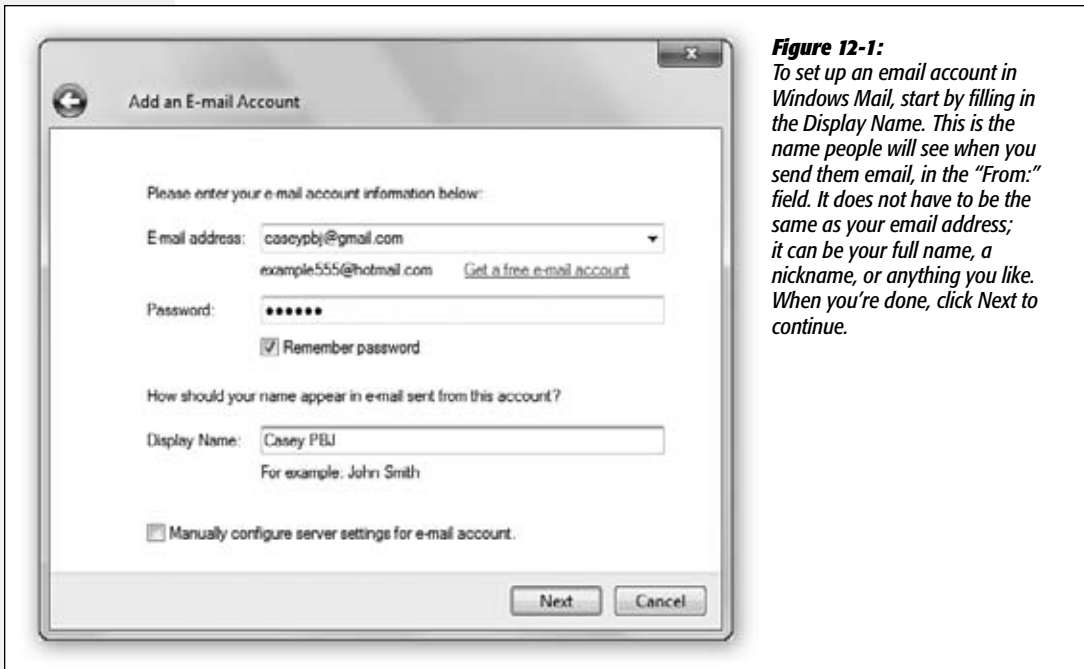 Add an E-mail Account
Please enter your e-mail account information below:
E-mail address: caseypbj@gmail.com
example555@hotmail.com Get a free e-mail account
Password: ••••••
Remember password
How should your name appear in e-mail sent from this account?
Display Name: Casey PBJ
For example: John Smith
Manually configure server settings for e-mail account.
Next Cancel
Figure 12-1:
To set up an email account in
Windows Mail, start by filling in
the Display Name. This is the
name people will see when you
send them email, in the “From:”
field. It does not have to be the
same as your email address;
it can be your full name, a
nickname, or anything you like.
When you’re done, click Next to
continue.